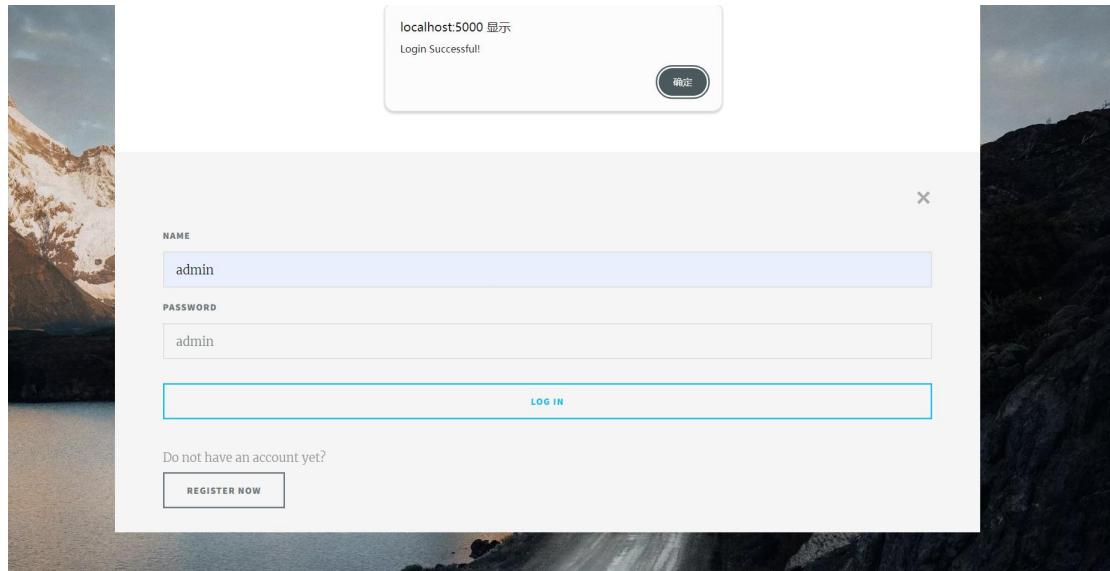 localhost:5000 显示
Login Successful!
确定
×
NAME
admin
PASSWORD
admin
LOG IN
Do not have an account yet?
REGISTER NOW